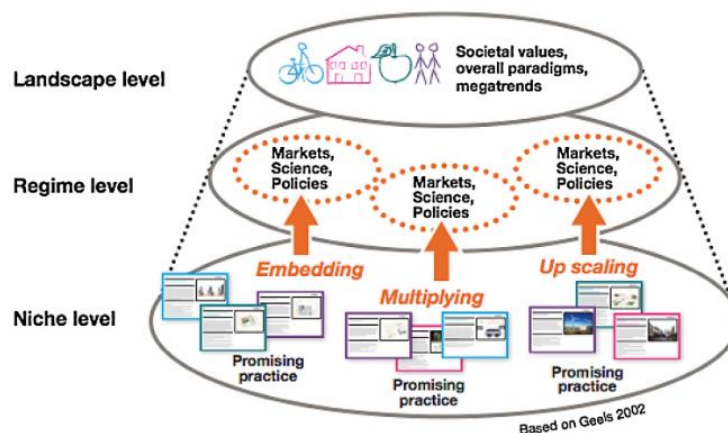 Landscape level
Societal values,
overall paradigms,
megatrends
Regime level
Markets,
Science,
Policies
Markets,
Science,
Policies
Markets,
Science,
Policies
Embedding
Multiplying
Up scaling
Niche level
Promising
practice
Promising
practice
Promising
practice
Based on Geels 2002